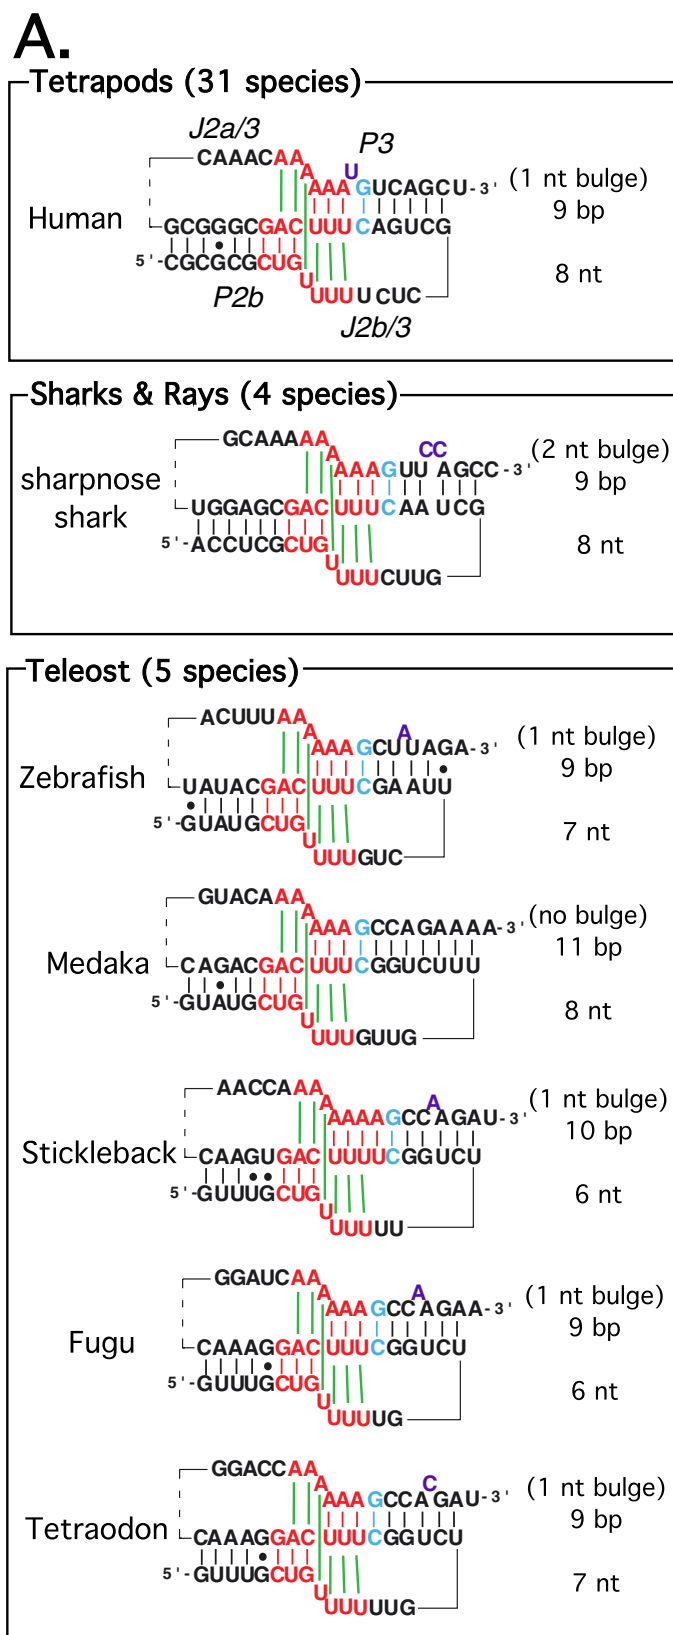 A.
Tetrapods (31 species)
J2a/3
P3
CAAACAA
A
U
AAA GUCAGCU-3'
(1 nt bulge)
9 bp
Human
GCGGGCGACUUUCAGUCG
5'-CGCGCGCUG
U
UUUUCUC
8 nt
P2b
J2b/3
Sharks & Rays (4 species)
GCAAAAA
A
CC
AAAGUU AGCC-3'
(2 nt bulge)
9 bp
sharpnose
shark
UGGAGCGACUUUCAA UCG
5'-ACCUCGCUG
U
UUUCUUG
8 nt
Teleost (5 species)
ACUUUAA
A
A
AAAGCUUAGA-3'
(1 nt bulge)
9 bp
Zebrafish
UAUACGACUUUCGAAUU
5'-GUAUGCUG
U
UUUGUC
7 nt
GUACAAA
A
AAAGCCAGAAAA-3'
(no bulge)
11 bp
Medaka
CAGACGACUUUCGGUCUUU
5'-GUAUGCUG
U
UUUGUUG
8 nt
AACCAAA
A
A
AAAAGCCAGAU-3'
(1 nt bulge)
10 bp
Stickleback
CAAGUGACUUUUCGGUCU
5'-GUUUGCUG
U
UUUUU
6 nt
GGAUCAA
A
A
AAAGCCAGAA-3'
(1 nt bulge)
9 bp
Fugu
CAAAGGACUUUCGGUCU
5'-GUUUGCUG
U
UUUUG
6 nt
GGACCAA
A
C
AAAGCCAGAU-3'
(1 nt bulge)
9 bp
Tetraodon
CAAAGGACUUUCGGUCU
5'-GUUUGCUG
U
UUUUUG
7 nt